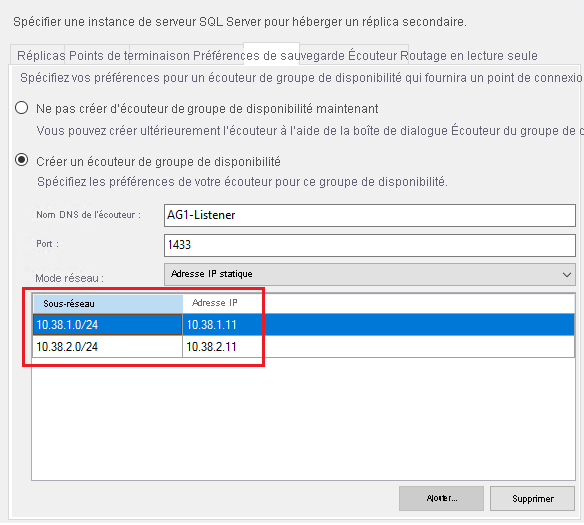 Spécifier une instance de serveur SQL Server pour héberger un réplica secondaire.
Réplicas Points de terminaison Préférences de sauvegarde Écouteur Routage en lecture seule
Spécifiez vos préférences pour un écouteur de groupe de disponibilité qui fournira un point de connexio
Ne pas créer d'écouteur de groupe de disponibilité maintenant
Vous pouvez créer ultérieurement l'écouteur à l'aide de la boîte de dialogue Écouteur du groupe de d
Créer un écouteur de groupe de disponibilité
Spécifiez les préférences de votre écouteur pour ce groupe de disponibilité.
Nom DNS de l'écouteur : AG1-Listener
Port : 1433
Mode réseau : Adresse IP statique
Sous-réseau Adresse IP
10.38.1.0/24 10.38.1.11
10.38.2.0/24 10.38.2.11
Ajouter... Supprimer